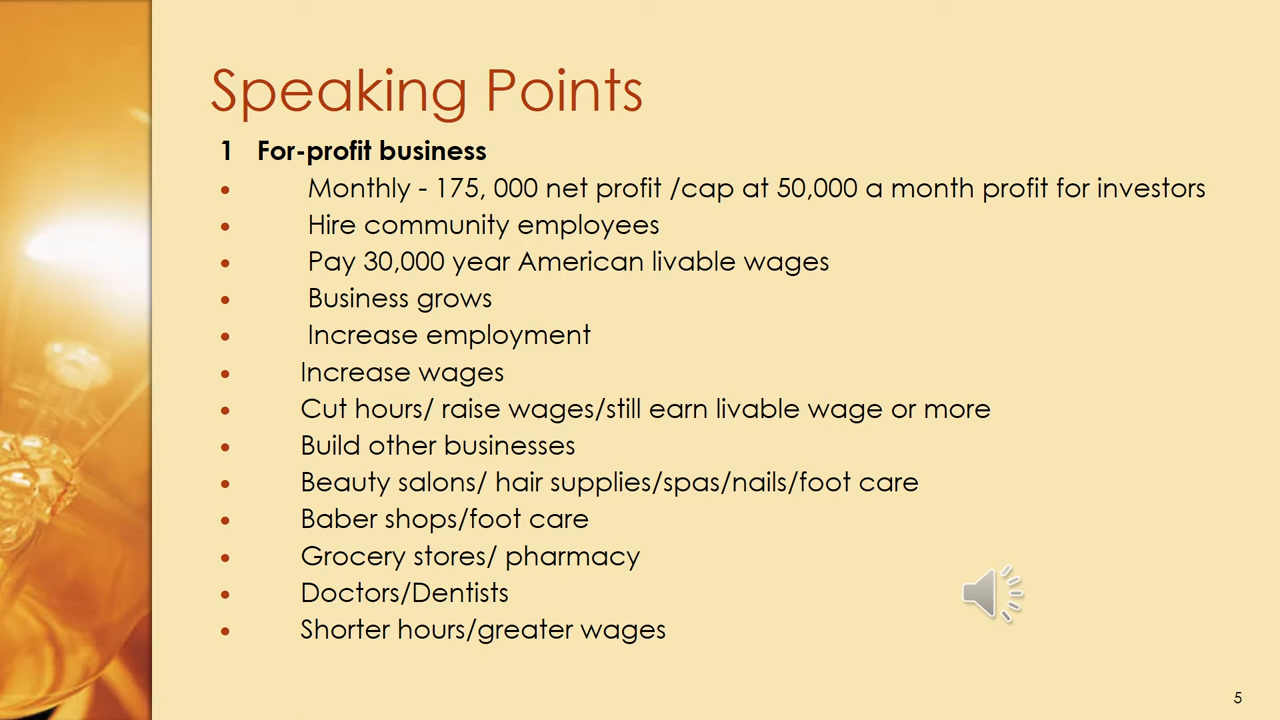 Speaking Points
1 For-profit business
• Monthly - 175, 000 net profit /cap at 50,000 a month profit for investors
• Hire community employees
• Pay 30,000 year American livable wages
• Business grows
• Increase employment
• Increase wages
• Cut hours/ raise wages/still earn livable wage or more
• Build other businesses
• Beauty salons/ hair supplies/spas/nails/foot care
• Baber shops/foot care
• Grocery stores/ pharmacy
• Doctors/Dentists
• Shorter hours/greater wages
5